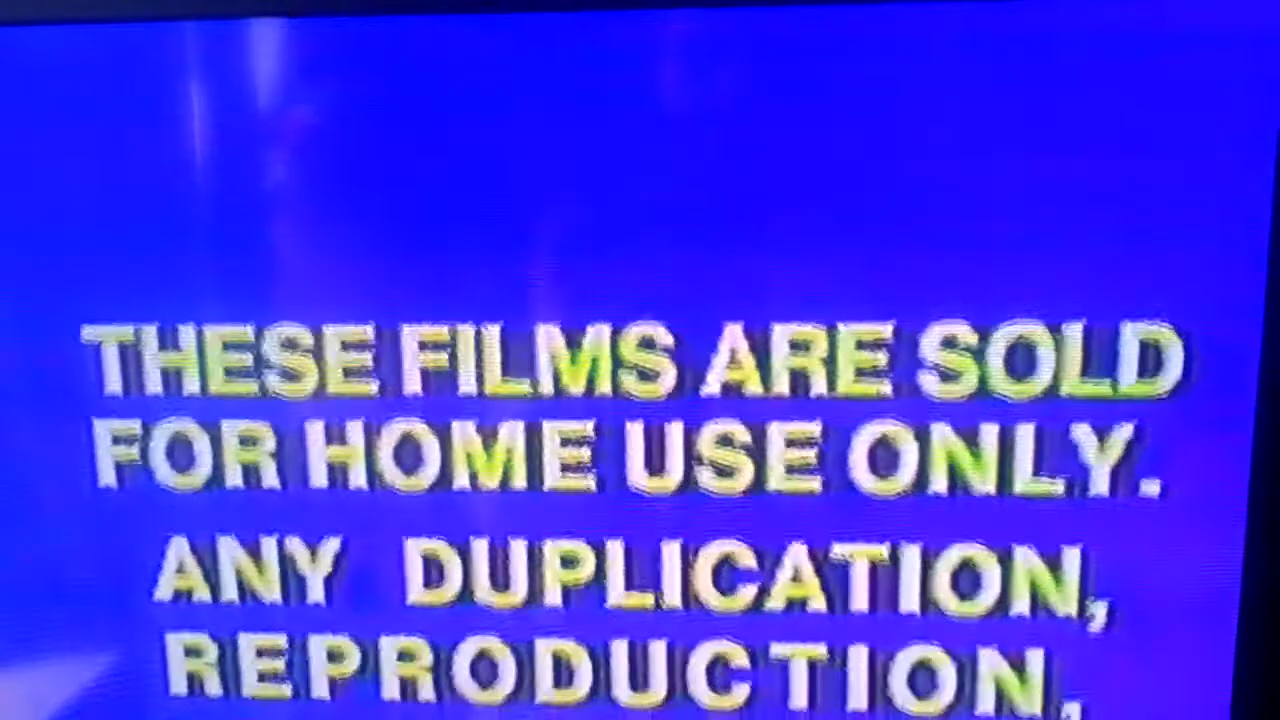 THESE FILMS ARE SOLD
FOR HOME USE ONLY.
ANY DUPLICATION,
REPRODUCTION,